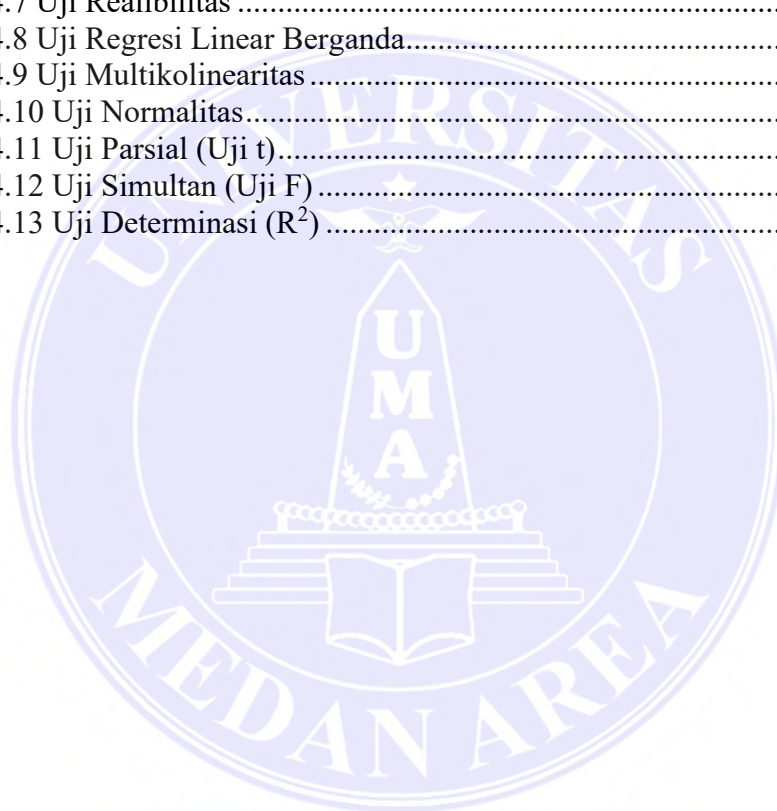 4.7 Uji Realibilitas ........................................................................
4.8 Uji Regresi Linear Berganda..................................................
4.9 Uji Multikolinearitas ...............................................................
4.10 Uji Normalitas.......................................................................
4.11 Uji Parsial (Uji t)...................................................................
4.12 Uji Simultan (Uji F) ..............................................................
4.13 Uji Determinasi (R²) .............................................................
UNIVERSITAS
U
M
A
MEDAN AREA